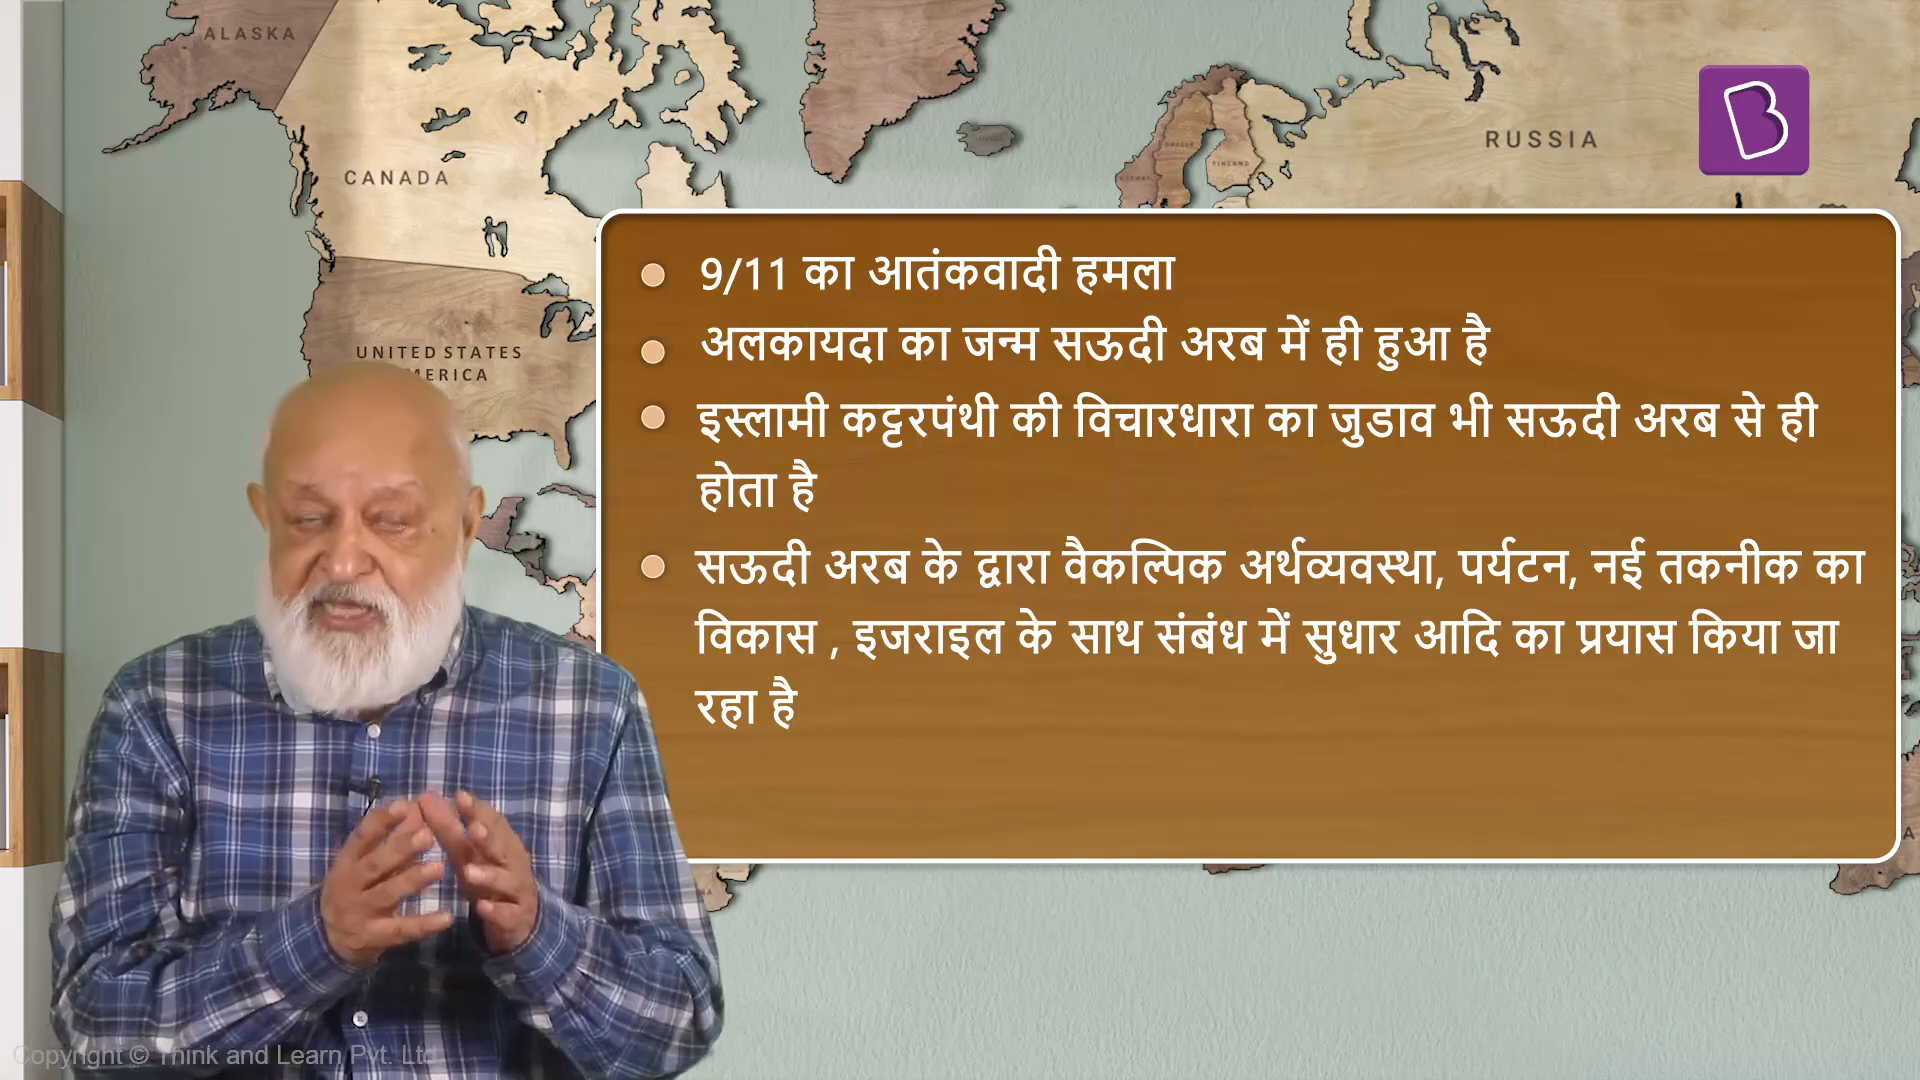 ALASKA
CANADA
RUSSIA
FINLAND
UNITED STATES
MERICA
9/11 का आतंकवादी हमला
अलकायदा का जन्म सऊदी अरब में ही हुआ है
इस्लामी कट्टरपंथी की विचारधारा का जुडाव भी सऊदी अरब से ही
होता है
सऊदी अरब के द्वारा वैकल्पिक अर्थव्यवस्था, पर्यटन, नई तकनीक का
विकास , इजराइल के साथ संबंध में सुधार आदि का प्रयास किया जा
रहा है
Copyright © Think and Learn Pvt. Ltd.